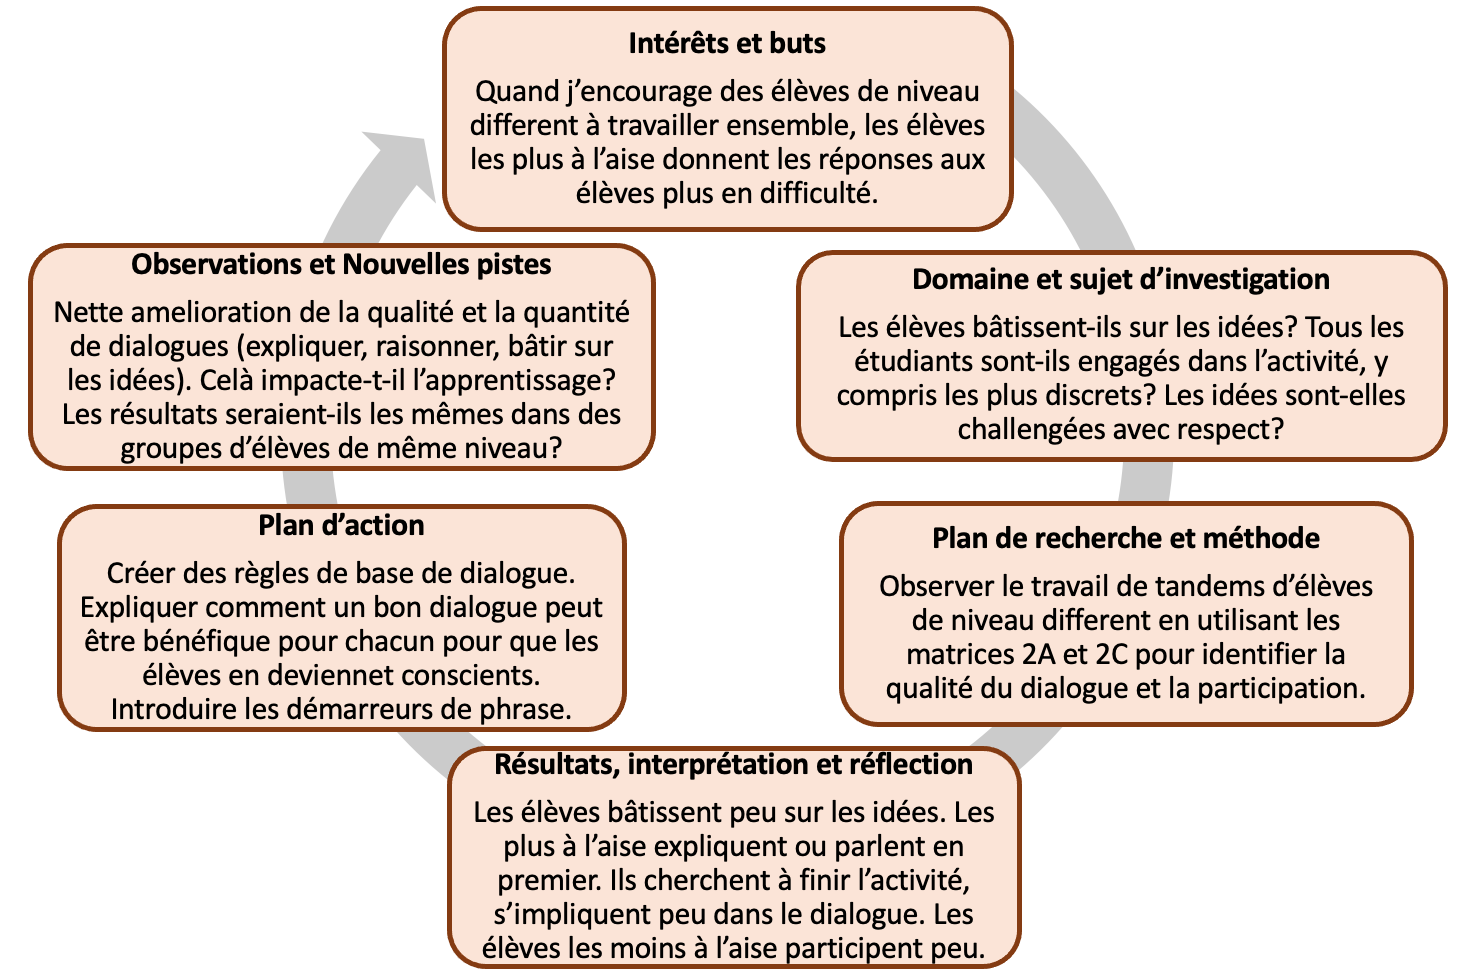 Intérêts et buts
Quand j’encourage des élèves de niveau
different à travailler ensemble, les élèves
les plus à l’aise donnent les réponses aux
élèves plus en difficulté.
Domaine et sujet d’investigation
Les élèves bâtissent-ils sur les idées? Tous les
étudiants sont-ils engagés dans l’activité, y
compris les plus discrets? Les idées sont-elles
challengées avec respect?
Plan de recherche et méthode
Observer le travail de tandems d’élèves
de niveau different en utilisant les
matrices 2A et 2C pour identifier la
qualité du dialogue et la participation.
Résultats, interprétation et réflection
Les élèves bâtissent peu sur les idées. Les
plus à l’aise expliquent ou parlent en
premier. Ils cherchent à finir l’activité,
s’impliquent peu dans le dialogue. Les
élèves les moins à l’aise participent peu.
Plan d’action
Créer des règles de base de dialogue.
Expliquer comment un bon dialogue peut
être bénéfique pour chacun pour que les
élèves en deviennet conscients.
Introduire les démarreurs de phrase.
Observations et Nouvelles pistes
Nette amelioration de la qualité et la quantité
de dialogues (expliquer, raisonner, bâtir sur
les idées). Celà impacte-t-il l’apprentissage?
Les résultats seraient-ils les mêmes dans des
groupes d’élèves de même niveau?